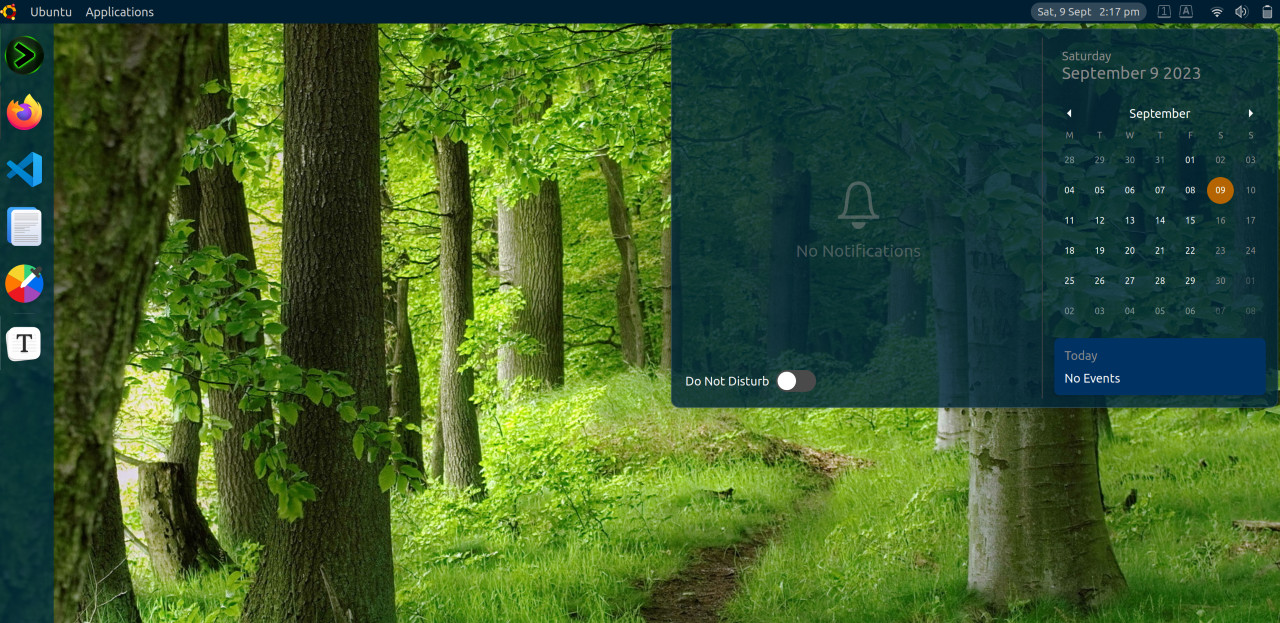 Ubuntu Applications Sat, 9 Sept 2:17 pm 1 A
T
No Notifications
Do Not Disturb
Saturday
September 9 2023
September
M T W T F S S
28 29 30 31 01 02 03
04 05 06 07 08 09 10
11 12 13 14 15 16 17
18 19 20 21 22 23 24
25 26 27 28 29 30 01
02 03 04 05 06 07 08
Today
No Events